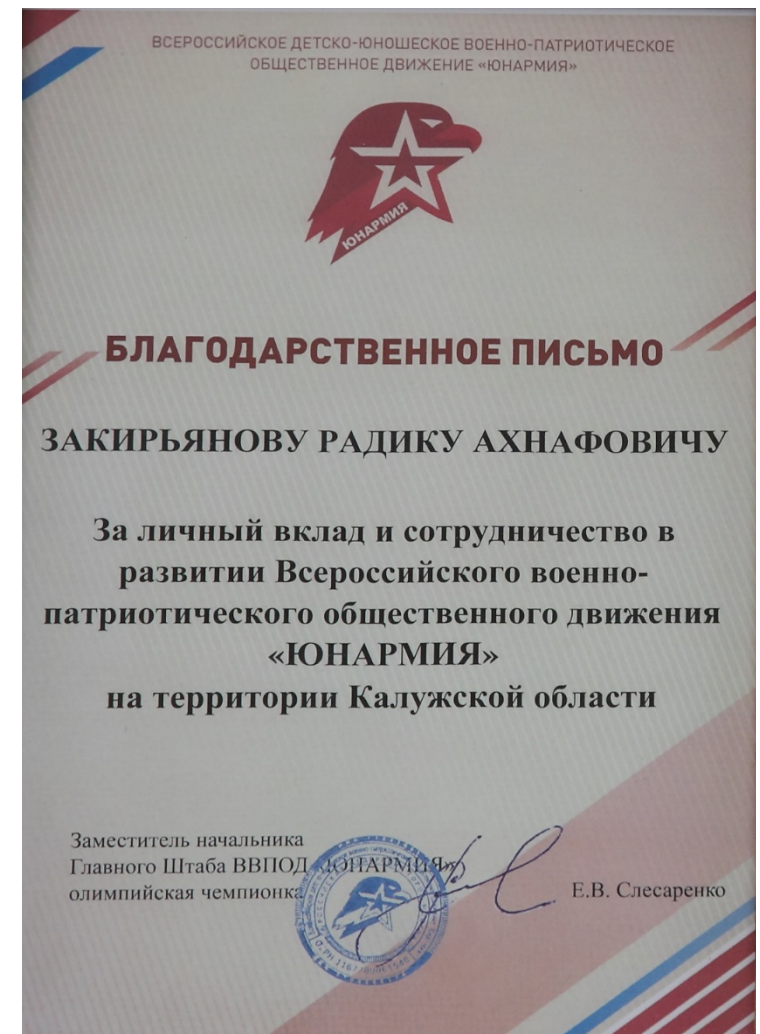 ВСЕРОССИЙСКОЕ ДЕТСКО-ЮНОШЕСКОЕ ВОЕННО-ПАТРИОТИЧЕСКОЕ
ОБЩЕСТВЕННОЕ ДВИЖЕНИЕ «ЮНАРМИЯ»
ЮНАРМИЯ
БЛАГОДАРСТВЕННОЕ ПИСЬМО
ЗАКИРЬЯНОВУ РАДИКУ АХНАФОВИЧУ
За личный вклад и сотрудничество в
развитии Всероссийского военно-
патриотического общественного движения
«ЮНАРМИЯ»
на территории Калужской области
Заместитель начальника
Главного Штаба ВВПОД «ЮНАРМИЯ»
олимпийская чемпионка
Е.В. Слесаренко